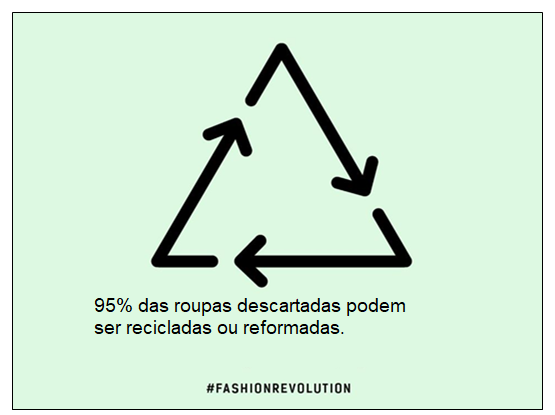 95% das roupas descartadas podem
ser recicladas ou reformadas.
#FASHIONREVOLUTION